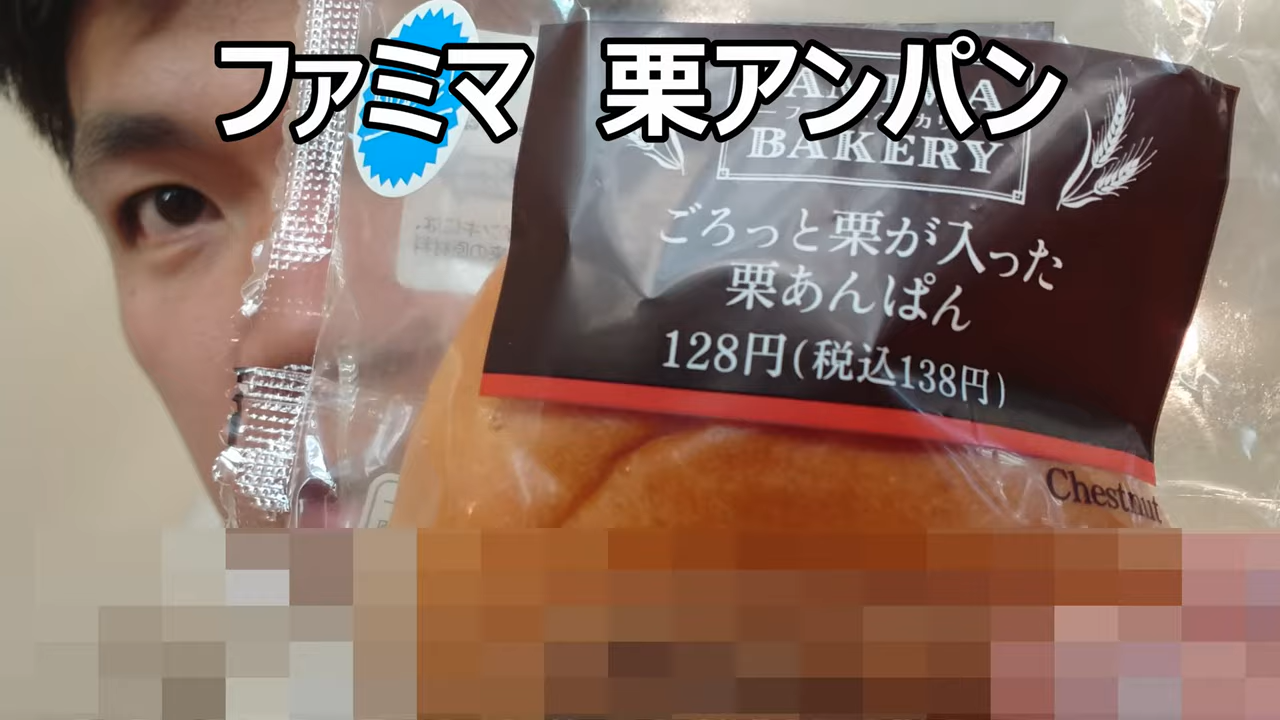 ファミマ 栗アンパン
BAKERY
ごろっと栗が入った
栗あんぱん
128円(税込138円)
Chestnut